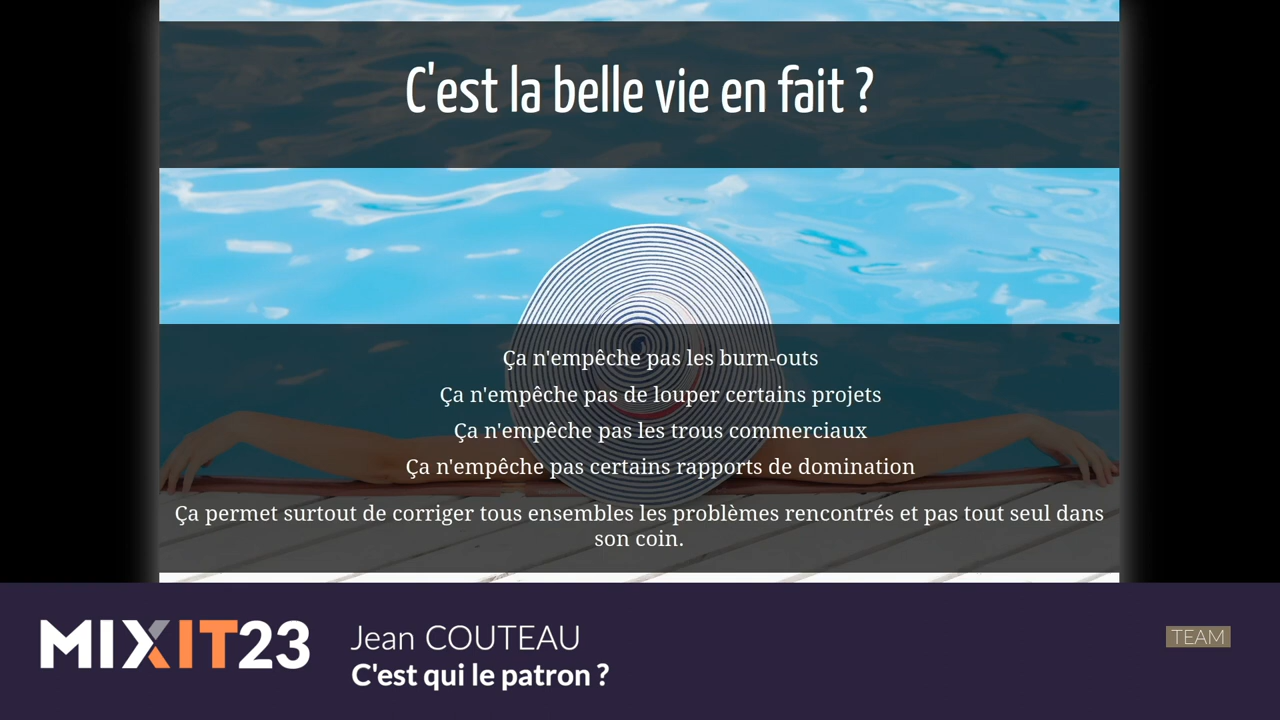 C'est la belle vie en fait ?
Ça n'empêche pas les burn-outs
Ça n'empêche pas de louper certains projets
Ça n'empêche pas les trous commerciaux
Ça n'empêche pas certains rapports de domination
Ça permet surtout de corriger tous ensembles les problèmes rencontrés et pas tout seul dans
son coin.
MIXIT23
Jean COUTEAU
C'est qui le patron ?
TEAM